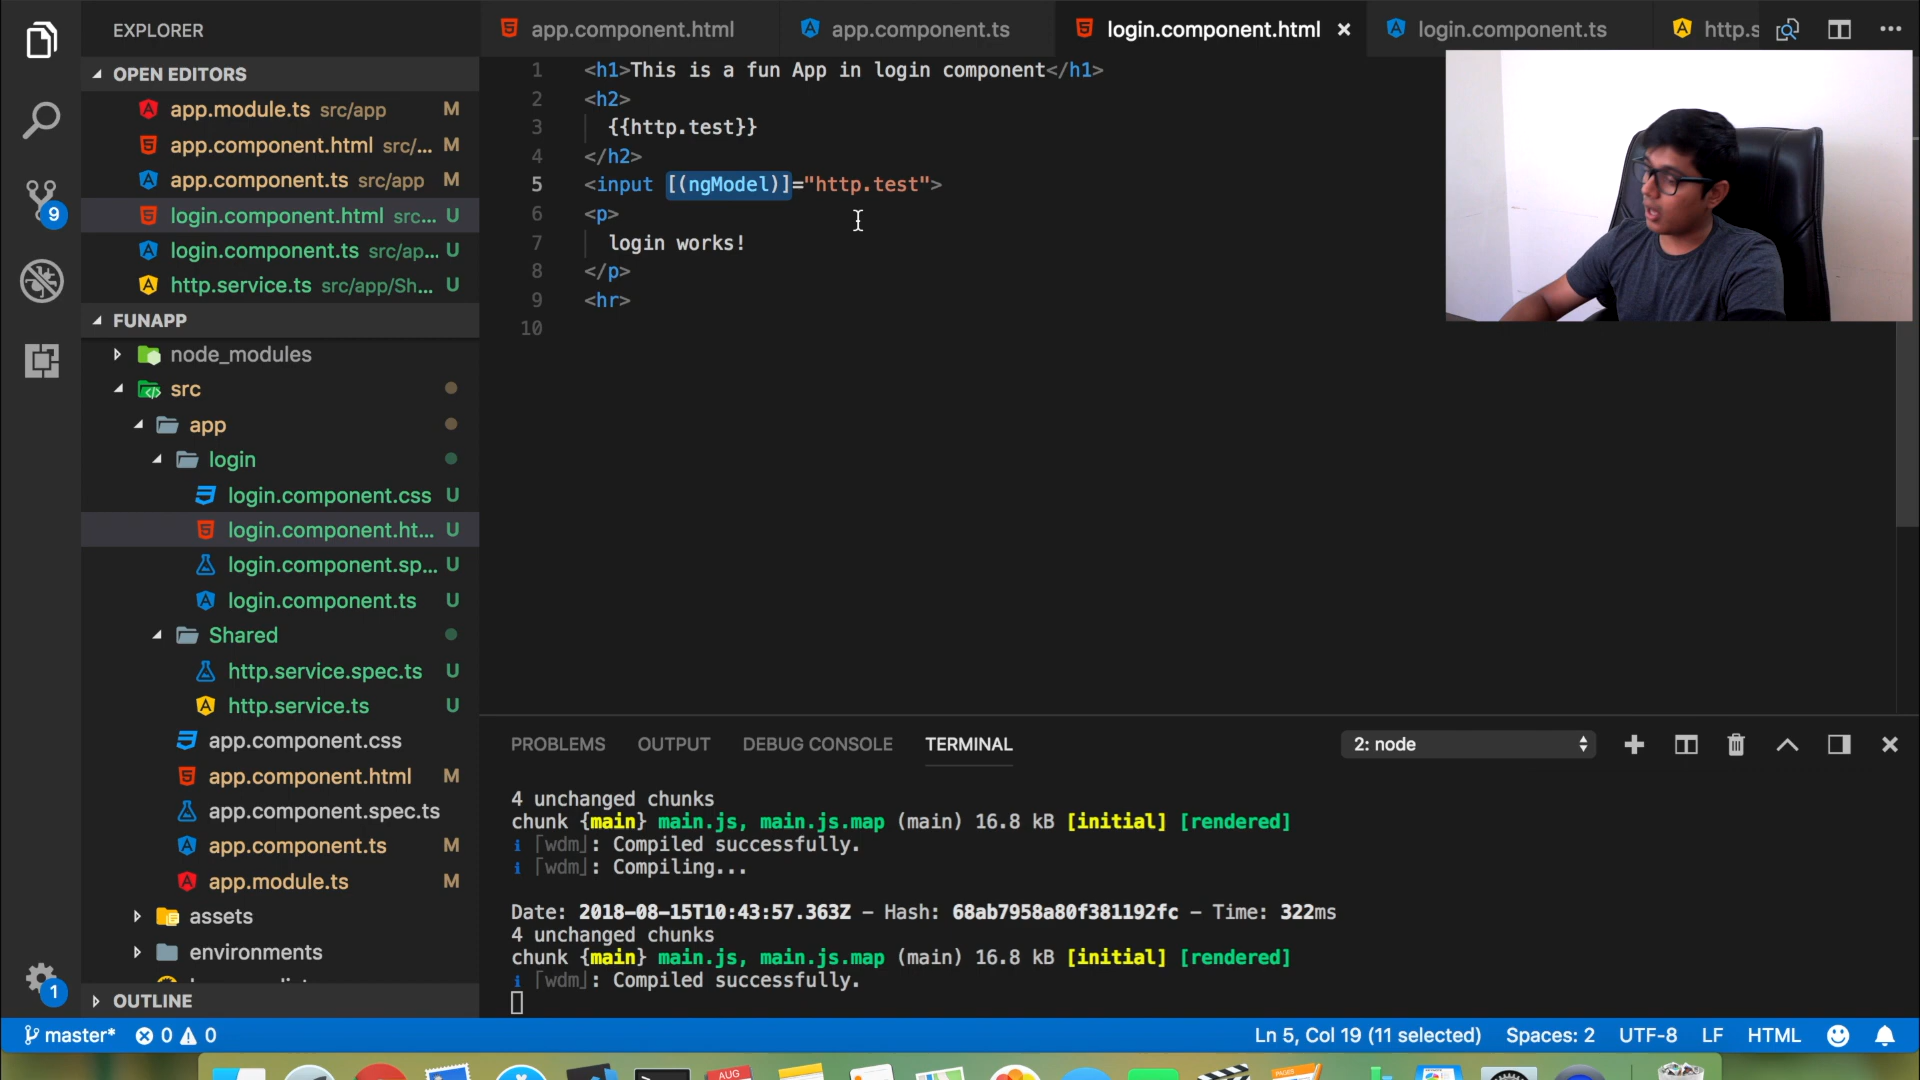 EXPLORER
OPEN EDITORS
app.module.ts src/app M
app.component.html src/... M
app.component.ts src/app M
login.component.html src... U
login.component.ts src/ap... U
http.service.ts src/app/Sh... U
FUNAPP
node_modules
src
app
login
login.component.css U
login.component.ht... U
login.component.sp... U
login.component.ts U
Shared
http.service.spec.ts U
http.service.ts U
app.component.css
app.component.html M
app.component.spec.ts
app.component.ts M
app.module.ts M
assets
environments
OUTLINE
9
1
app.component.html app.component.ts login.component.html login.component.ts http.s
1 <h1>This is a fun App in login component</h1>
2 <h2>
3 {{http.test}}
4 </h2>
5 <input [(ngModel)]="http.test">
6 <p>
7 login works!
8 </p>
9 <hr>
10
PROBLEMS OUTPUT DEBUG CONSOLE TERMINAL 2: node
4 unchanged chunks
chunk {main} main.js, main.js.map (main) 16.8 kB [initial] [rendered]
i ｢wdm｣: Compiled successfully.
i ｢wdm｣: Compiling...
Date: 2018-08-15T10:43:57.363Z - Hash: 68ab7958a80f381192fc - Time: 322ms
4 unchanged chunks
chunk {main} main.js, main.js.map (main) 16.8 kB [initial] [rendered]
i ｢wdm｣: Compiled successfully.
master* 0 0 Ln 5, Col 19 (11 selected) Spaces: 2 UTF-8 LF HTML
AUG
PAGES